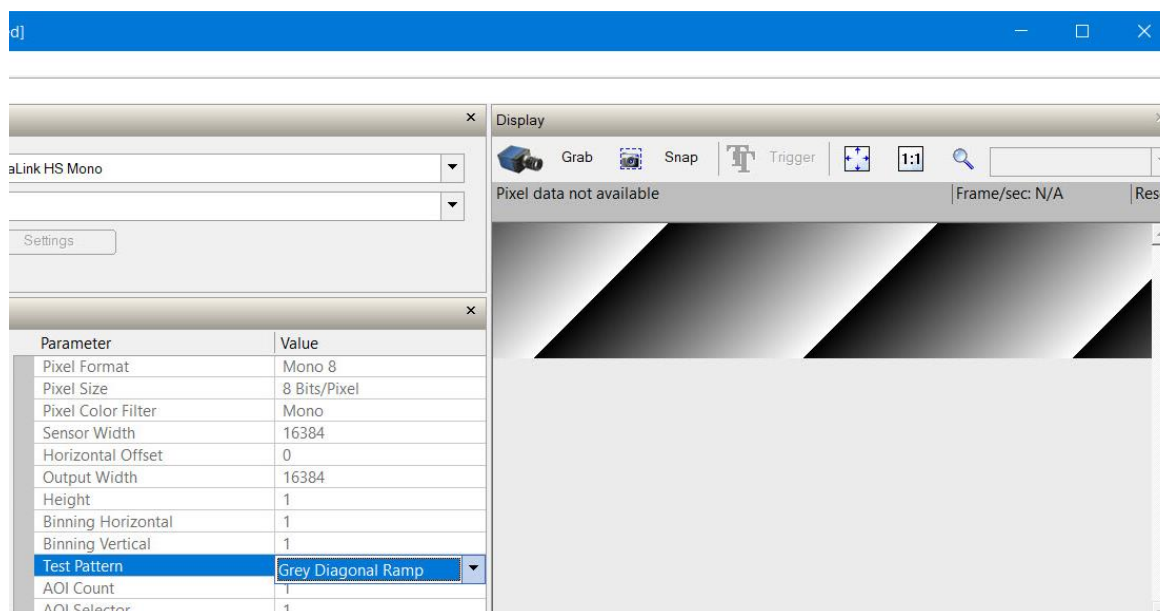 d]
Display
aLink HS Mono
Grab Snap Trigger 1:1
Pixel data not available Frame/sec: N/A Res
Settings
Parameter Value
Pixel Format Mono 8
Pixel Size 8 Bits/Pixel
Pixel Color Filter Mono
Sensor Width 16384
Horizontal Offset 0
Output Width 16384
Height 1
Binning Horizontal 1
Binning Vertical 1
Test Pattern Grey Diagonal Ramp
AOI Count 1
AOI Selector 1